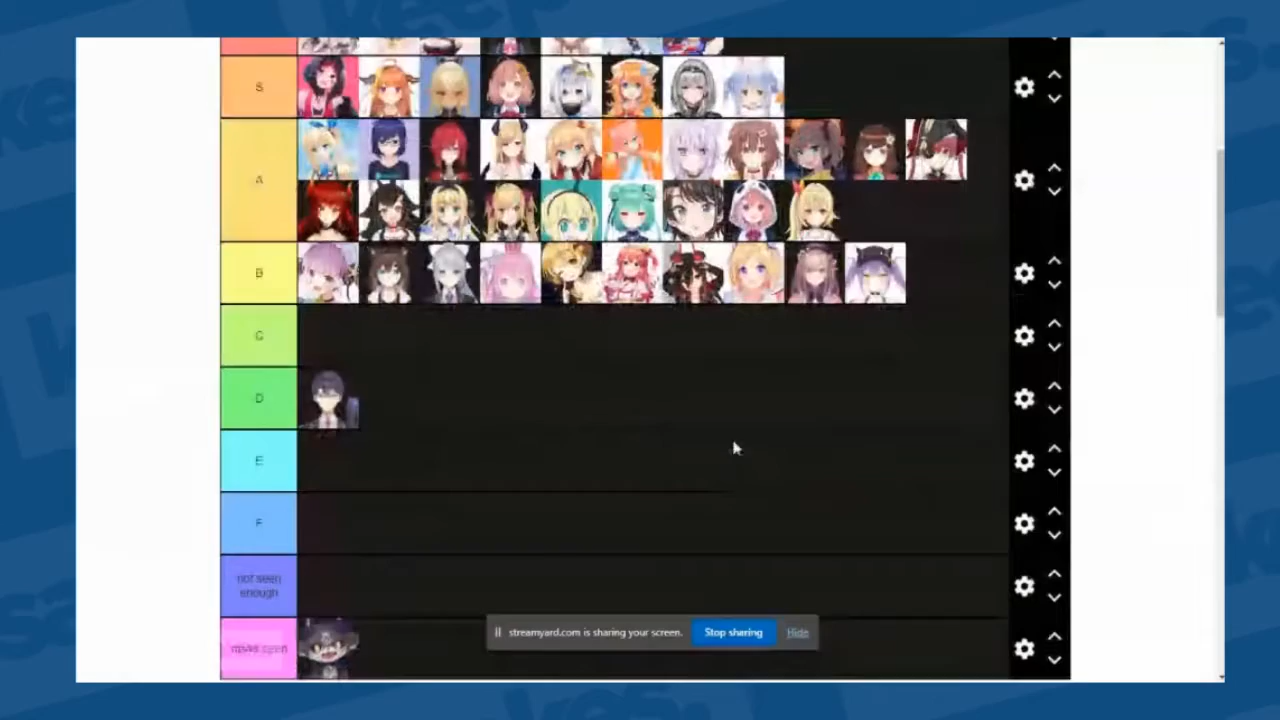 S
A
B
C
D
E
F
not seen
enough
streamyard.com is sharing your screen.
Stop sharing
Hide